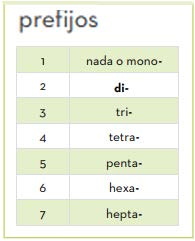 prefijos
1 nada o mono-
2 di-
3 tri-
4 tetra-
5 penta-
6 hexa-
7 hepta-